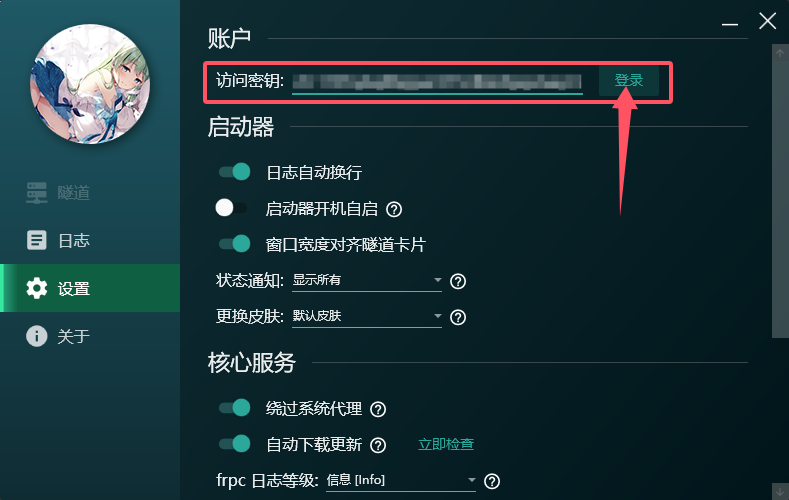 账户
访问密钥:
登录
启动器
日志自动换行
启动器开机自启
窗口宽度对齐隧道卡片
状态通知: 显示所有
更换皮肤: 默认皮肤
核心服务
绕过系统代理
自动下载更新 立即检查
frpc 日志等级: 信息 [Info]
隧道
日志
设置
关于